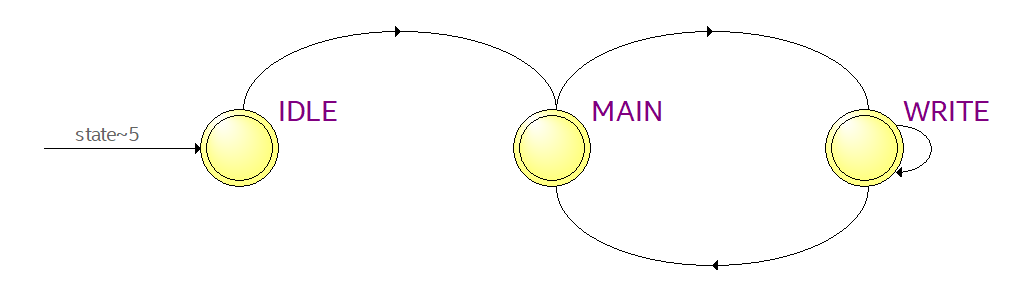 IDLE
MAIN
WRITE
state~5